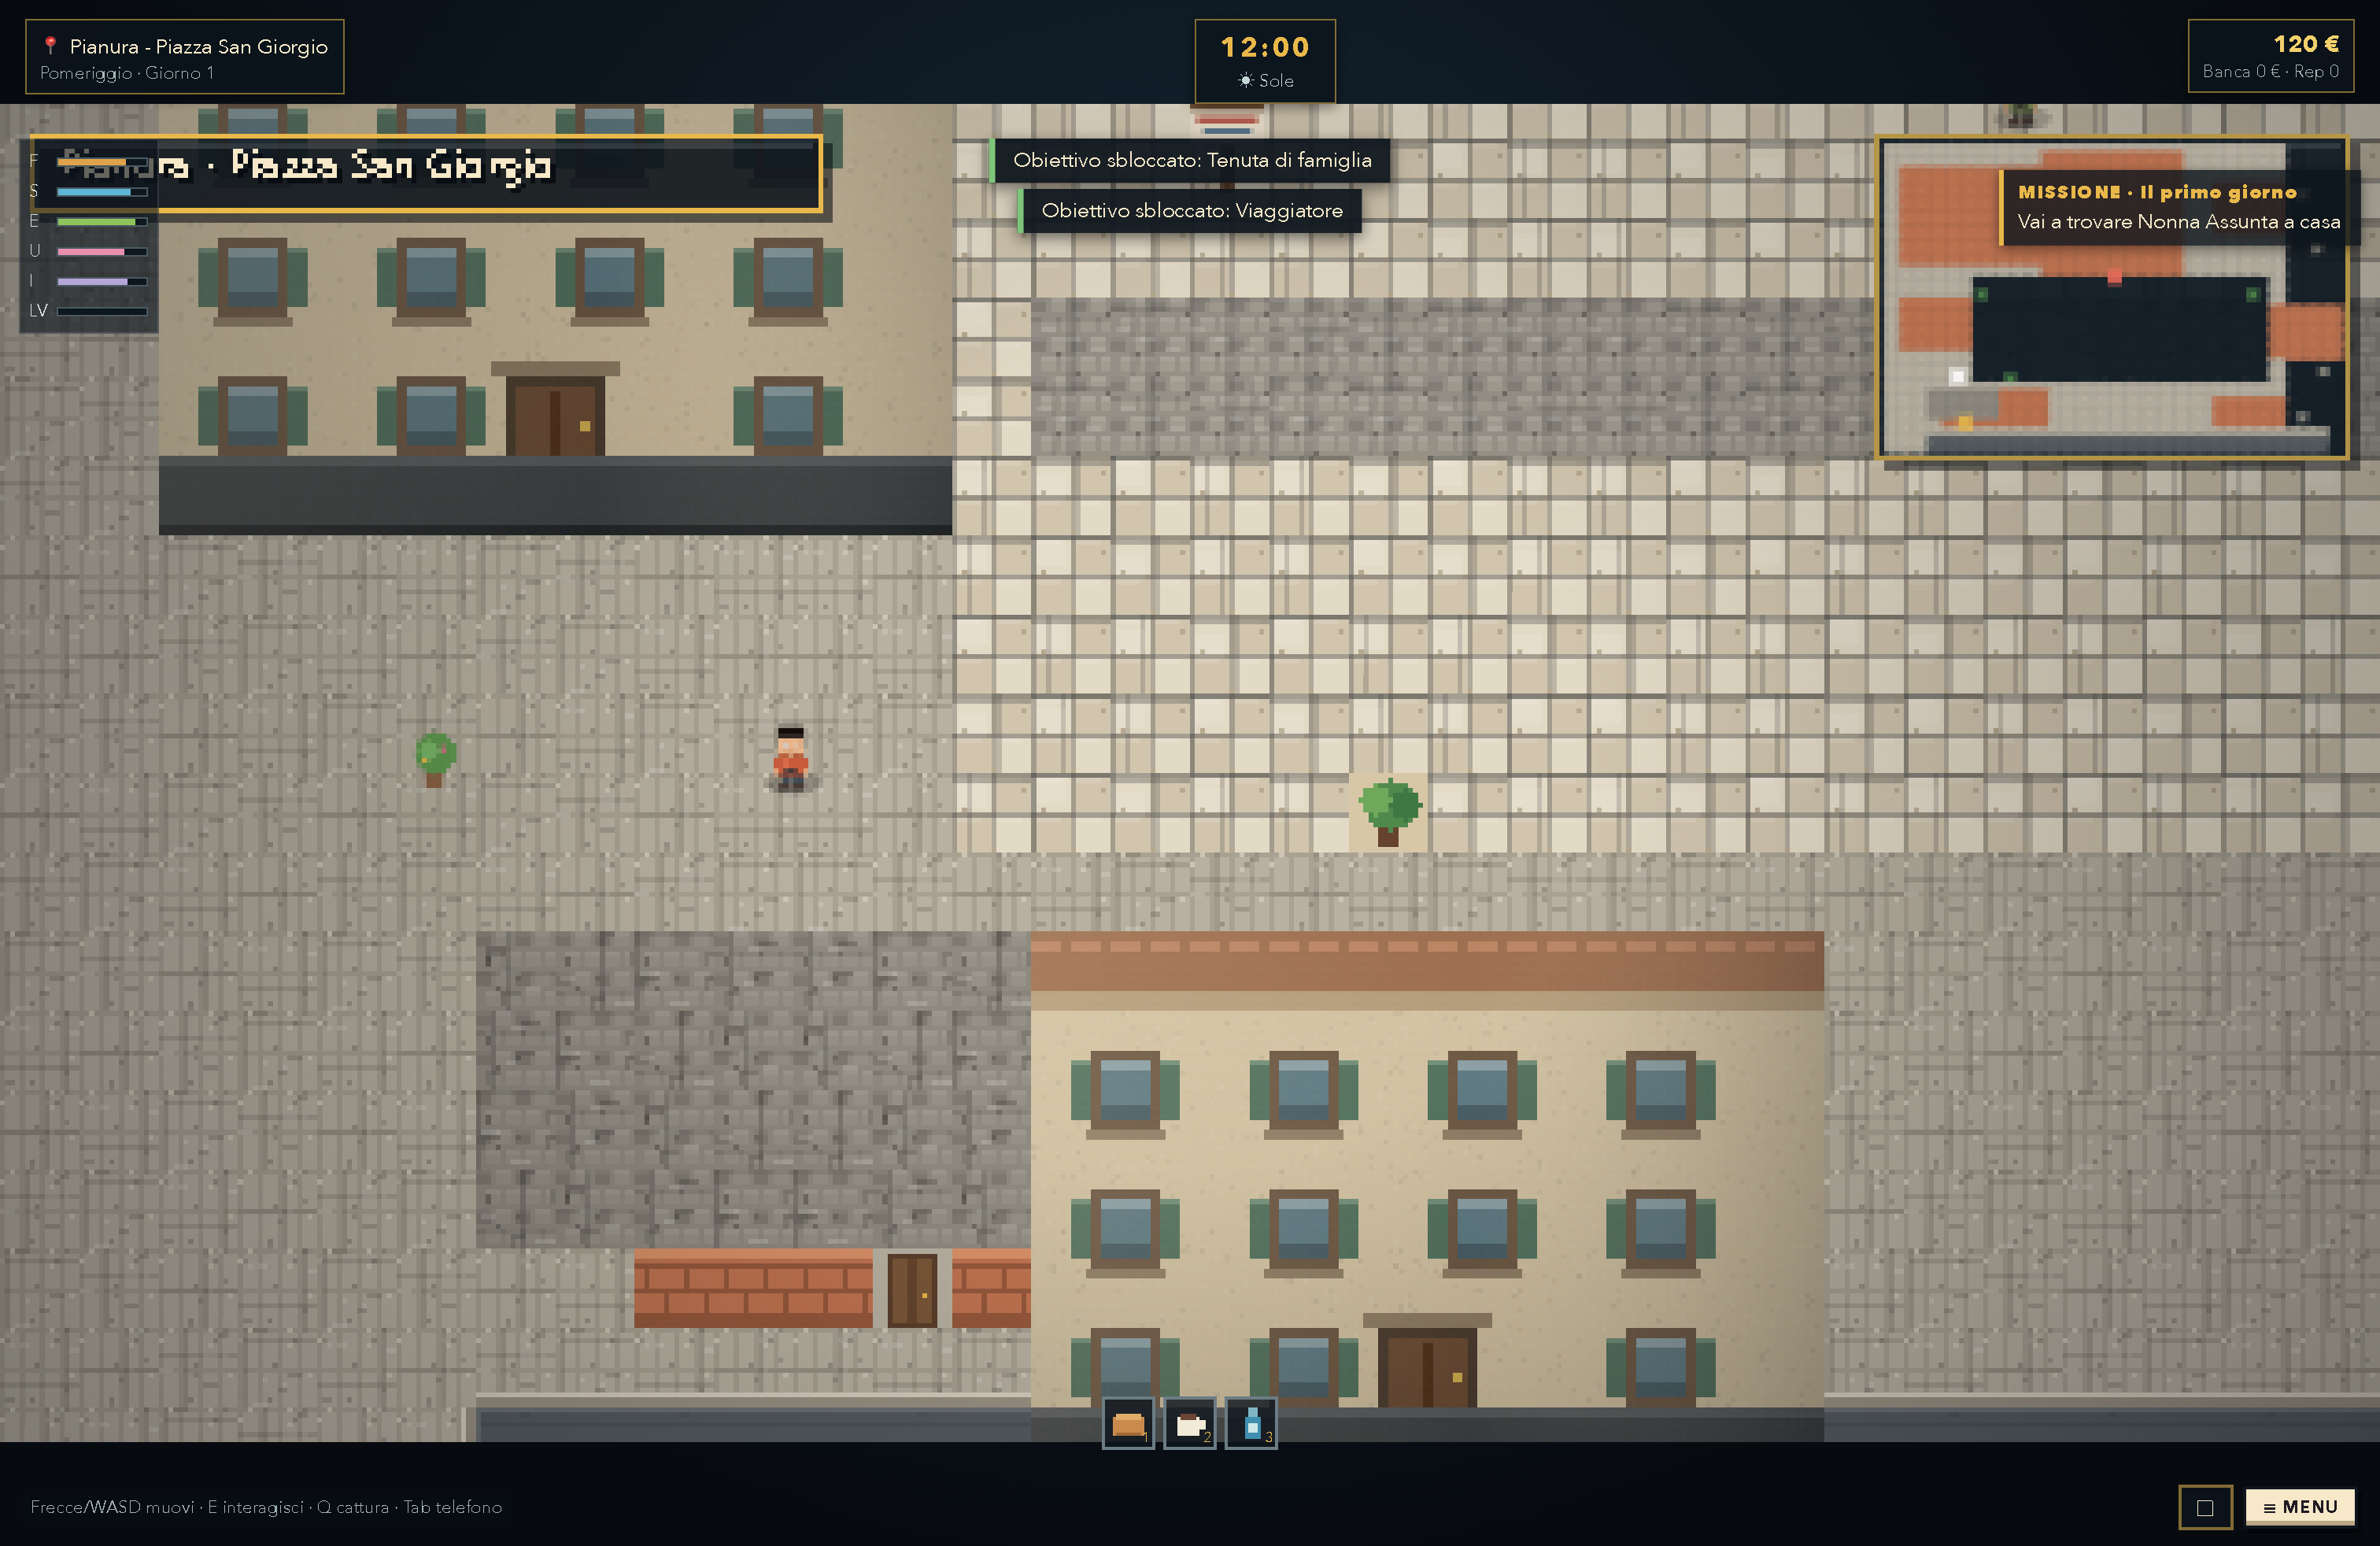 Pianura - Piazza San Giorgio
Pomeriggio · Giorno 1
12:00
☀ Sole
120 €
Banca 0 € · Rep 0
Pianura · Piazza San Giorgio
F
S
E
U
I
LV
Obiettivo sbloccato: Tenuta di famiglia
Obiettivo sbloccato: Viaggiatore
MISSIONE · Il primo giorno
Vai a trovare Nonna Assunta a casa
1
2
3
Frecce/WASD muovi · E interagisci · Q cattura · Tab telefono
≡ MENU